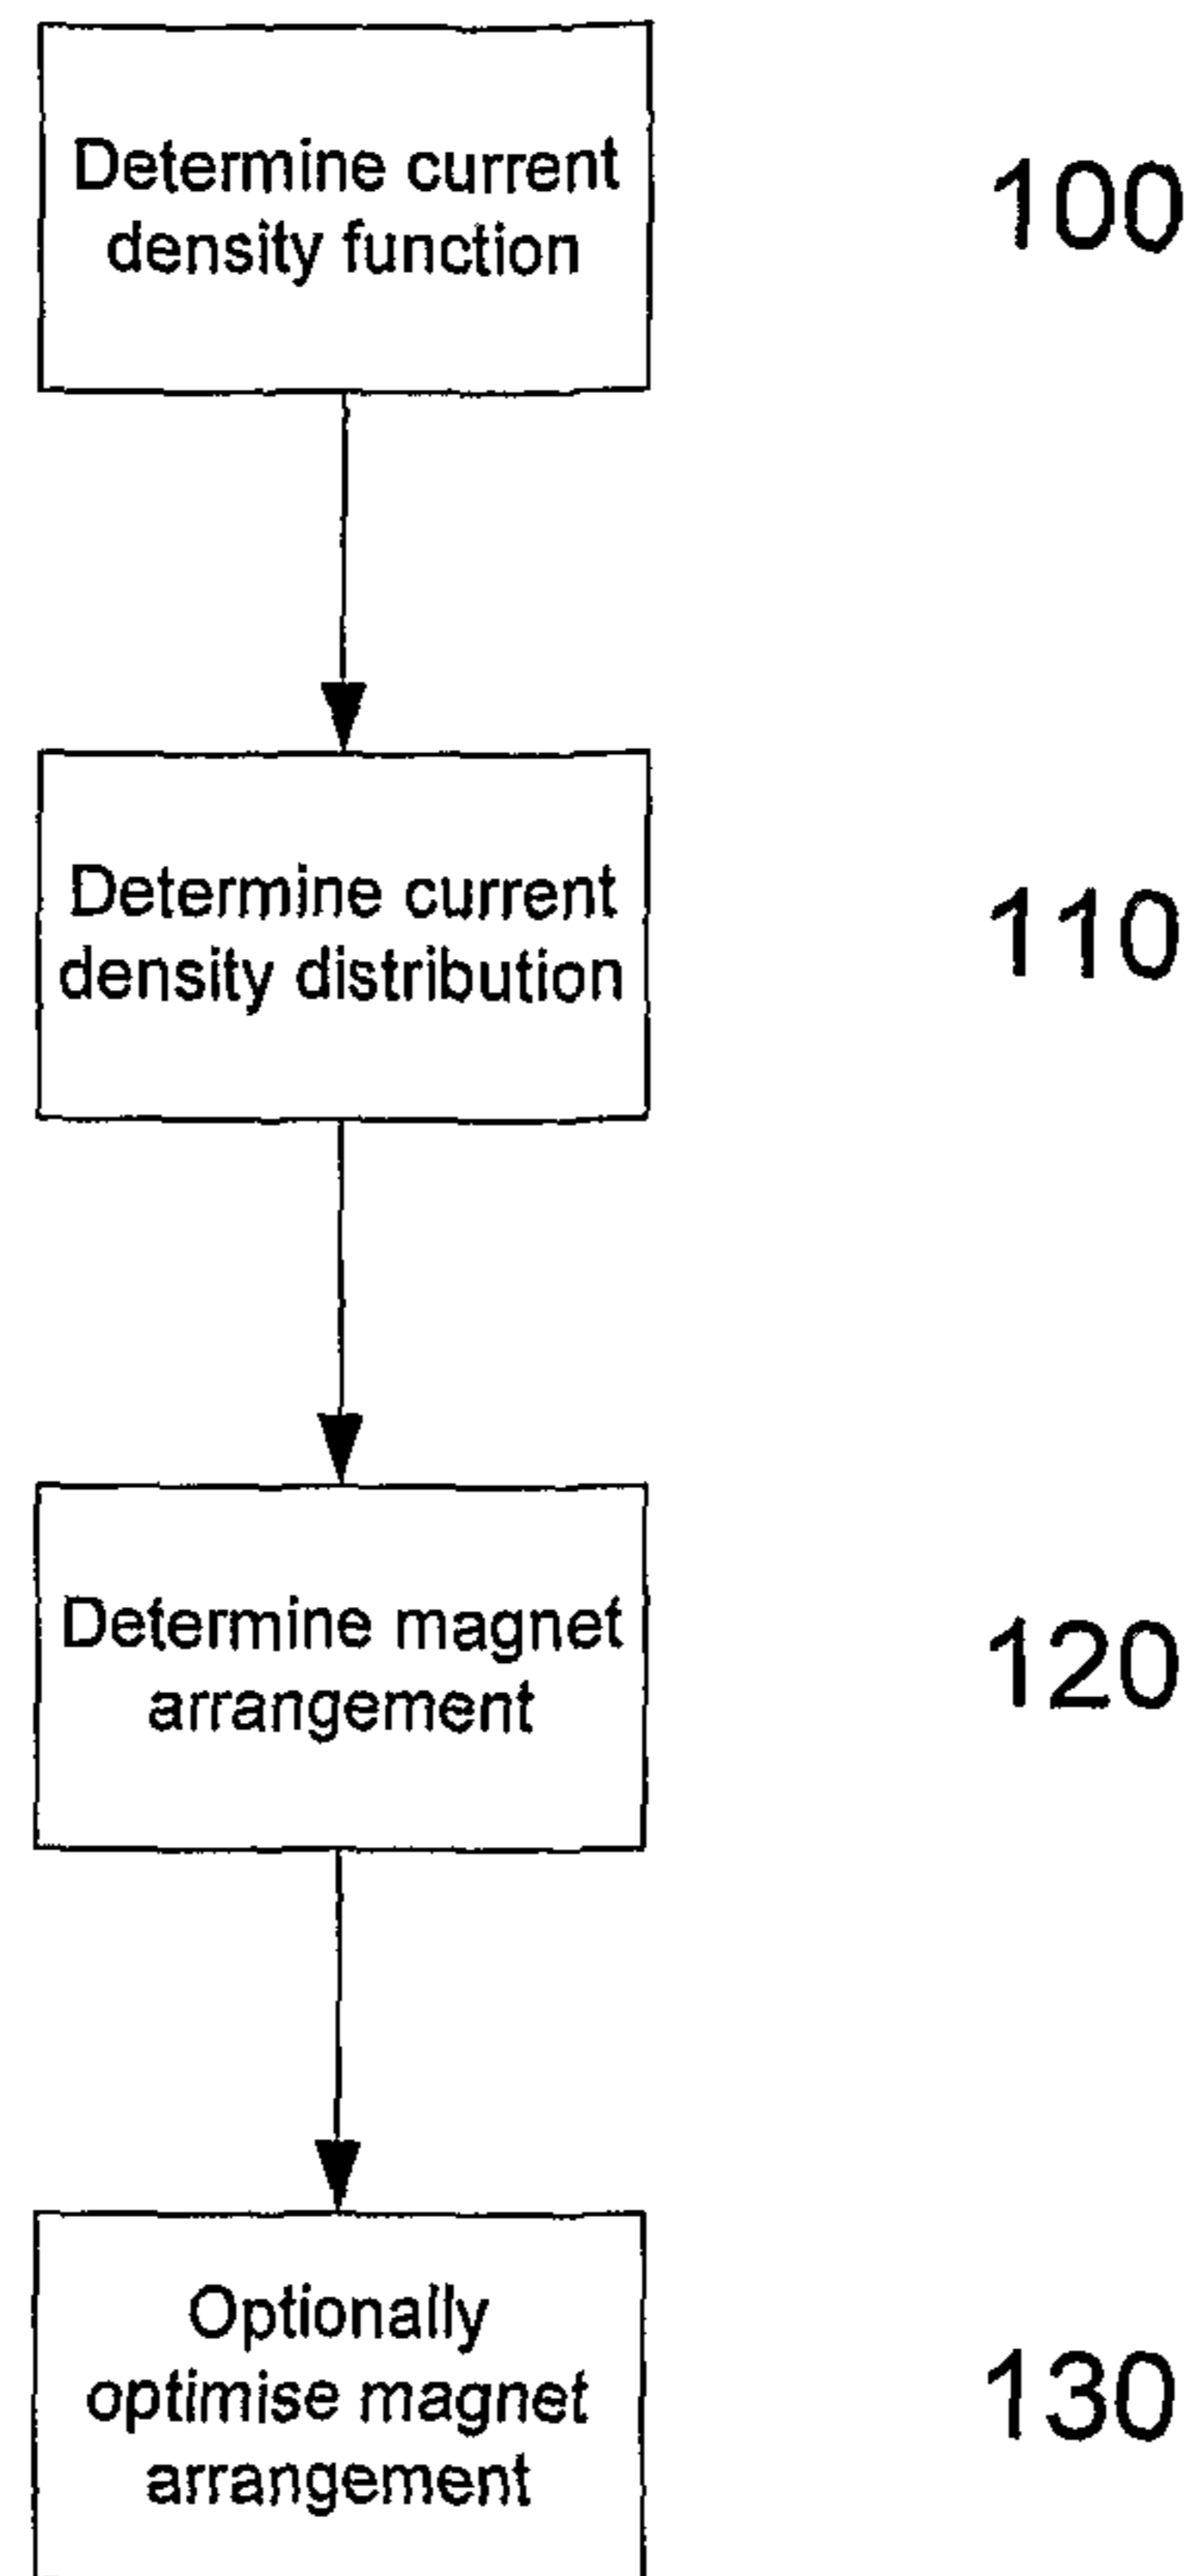 Determine current
density function
100
Determine current
density distribution
110
Determine magnet
arrangement
120
Optionally
optimise magnet
arrangement
130